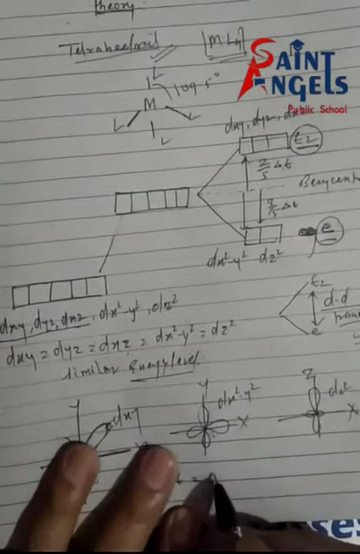 Theory
Tetrahedral [ML4]
SAINT
ANGELS
Public School
L
109.5°
M
L L
L
dxy, dyz, dxz
t2
2/5 Δt
Barycent
3/5 Δt
e
dx²-y² dz²
dxy, dyz, dxz, dx²-y², dz²
dxy = dyz = dxz = dx²-y² = dz²
Similar Energy level
t2
d-d
e
Y dxy
Y dx²-y² X
Z dz² X